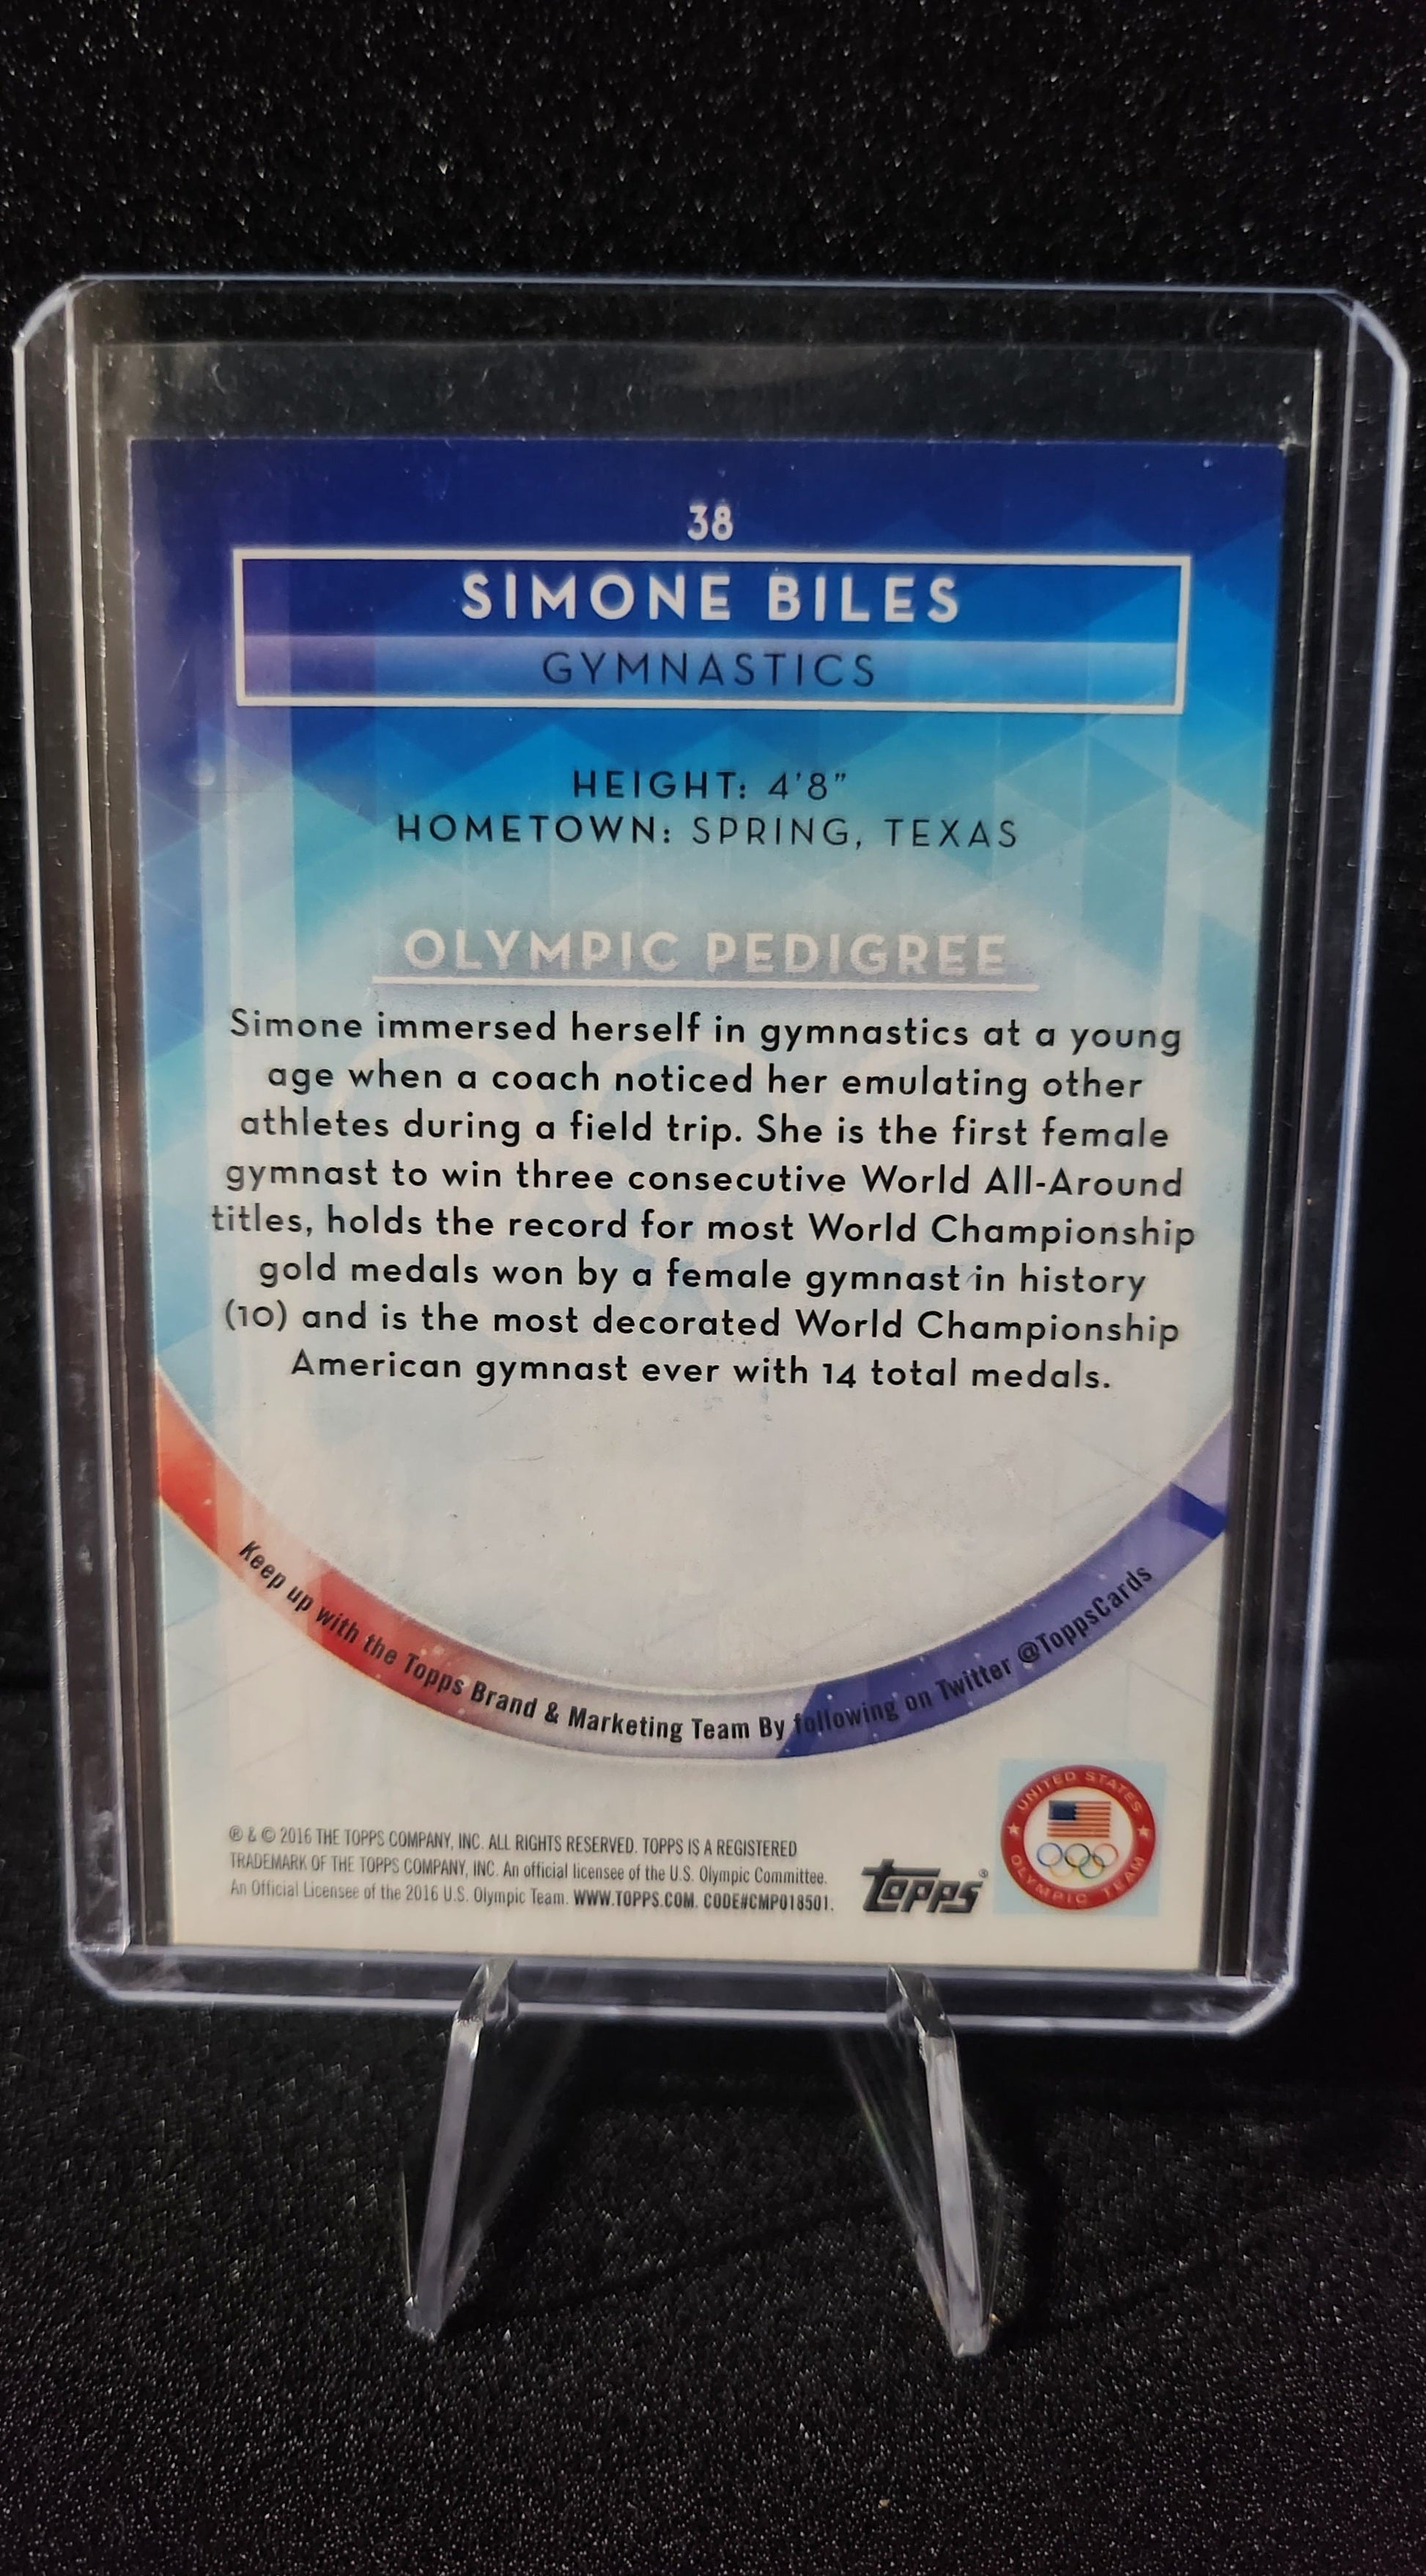 38
SIMONE BILES
GYMNASTICS
HEIGHT: 4'8"
HOMETOWN: SPRING, TEXAS
OLYMPIC PEDIGREE
Simone immersed herself in gymnastics at a young
age when a coach noticed her emulating other
athletes during a field trip. She is the first female
gymnast to win three consecutive World All-Around
titles, holds the record for most World Championship
gold medals won by a female gymnast in history
(10) and is the most decorated World Championship
American gymnast ever with 14 total medals.
Keep up with the Topps Brand & Marketing Team By following on Twitter @ToppsCards
® & © 2016 THE TOPPS COMPANY, INC. ALL RIGHTS RESERVED. TOPPS IS A REGISTERED
TRADEMARK OF THE TOPPS COMPANY, INC. An official licensee of the U.S. Olympic Committee.
An Official Licensee of the 2016 U.S. Olympic Team. WWW.TOPPS.COM. CODE#CMP018501.
Topps®
UNITED STATES
OLYMPIC TEAM